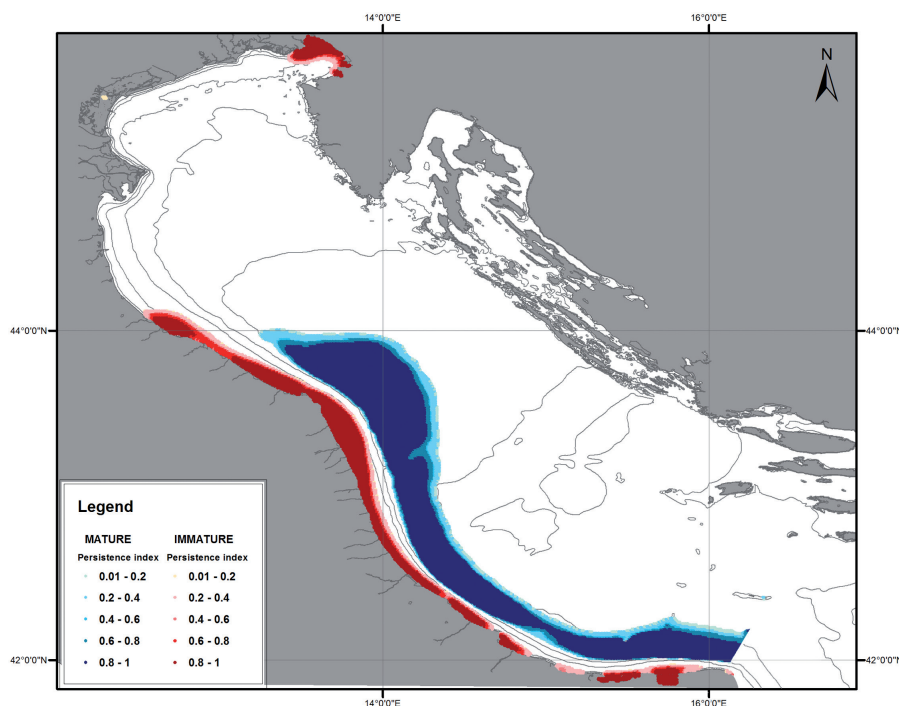 14°0'0"E 16°0'0"E
N
44°0'0"N 44°0'0"N
Legend
MATURE IMMATURE
Persistence index Persistence index
0.01 - 0.2 0.01 - 0.2
0.2 - 0.4 0.2 - 0.4
0.4 - 0.6 0.4 - 0.6
0.6 - 0.8 0.6 - 0.8
0.8 - 1 0.8 - 1
42°0'0"N 42°0'0"N
14°0'0"E 16°0'0"E